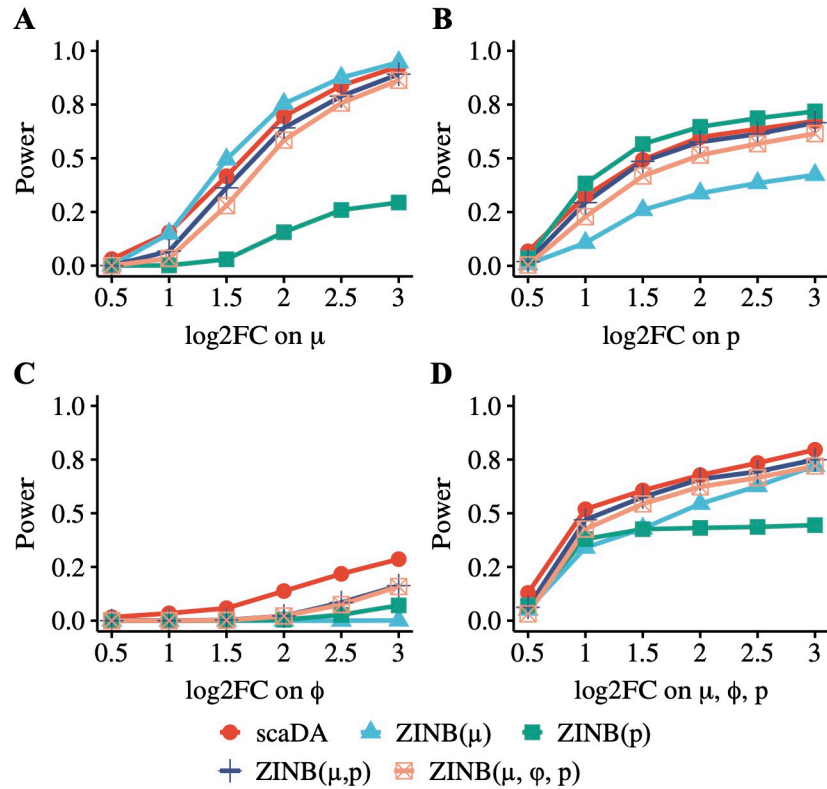 A
Power
1.0
0.8
0.5
0.2
0.0
0.5 1 1.5 2 2.5 3
log2FC on μ
B
Power
1.0
0.8
0.5
0.2
0.0
0.5 1 1.5 2 2.5 3
log2FC on p
C
Power
1.0
0.8
0.5
0.2
0.0
0.5 1 1.5 2 2.5 3
log2FC on ϕ
D
Power
1.0
0.8
0.5
0.2
0.0
0.5 1 1.5 2 2.5 3
log2FC on μ, ϕ, p
scaDA ZINB(μ) ZINB(p)
ZINB(μ,p) ZINB(μ, φ, p)